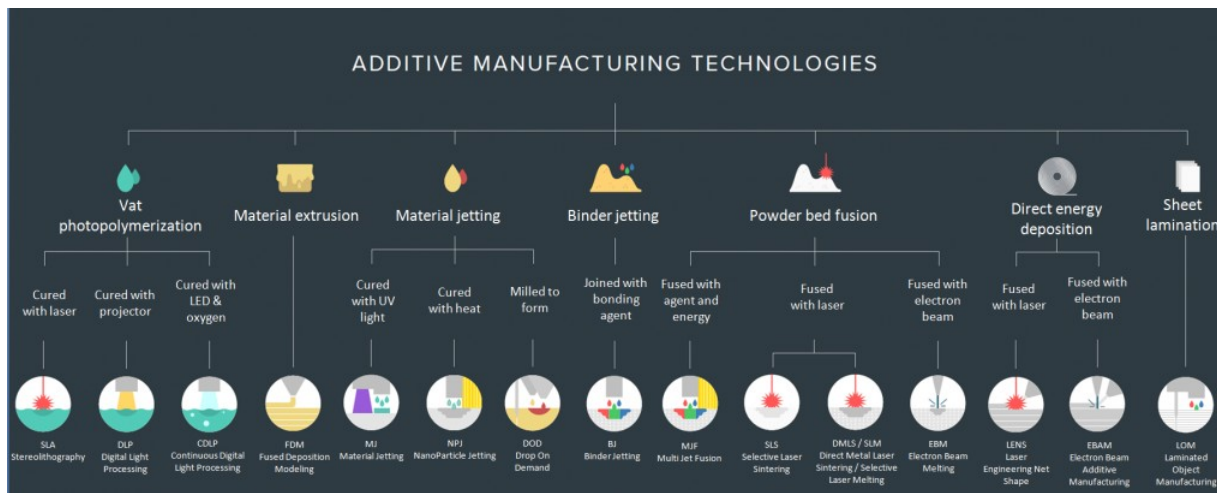 ADDITIVE MANUFACTURING TECHNOLOGIES
Vat
photopolymerization
Material extrusion
Material jetting
Binder jetting
Powder bed fusion
Direct energy
deposition
Sheet
lamination
Cured
with laser
Cured with
projector
Cured with
LED &
oxygen
Cured
with UV
light
Cured
with heat
Milled to
form
Joined with
bonding
agent
Fused with
agent and
energy
Fused
with laser
Fused with
electron
beam
Fused
with laser
Fused with
electron
beam
SLA
Stereolithography
DLP
Digital Light
Processing
CDLP
Continuous Digital
Light Processing
FDM
Fused Deposition
Modeling
MJ
Material Jetting
NPJ
NanoParticle Jetting
DOD
Drop On
Demand
BJ
Binder Jetting
MJF
Multi Jet Fusion
SLS
Selective Laser
Sintering
DMLS / SLM
Direct Metal Laser
Sintering / Selective
Laser Melting
EBM
Electron Beam
Melting
LENS
Laser
Engineering Net
Shape
EBAM
Electron Beam
Additive
Manufacturing
LOM
Laminated
Object
Manufacturing